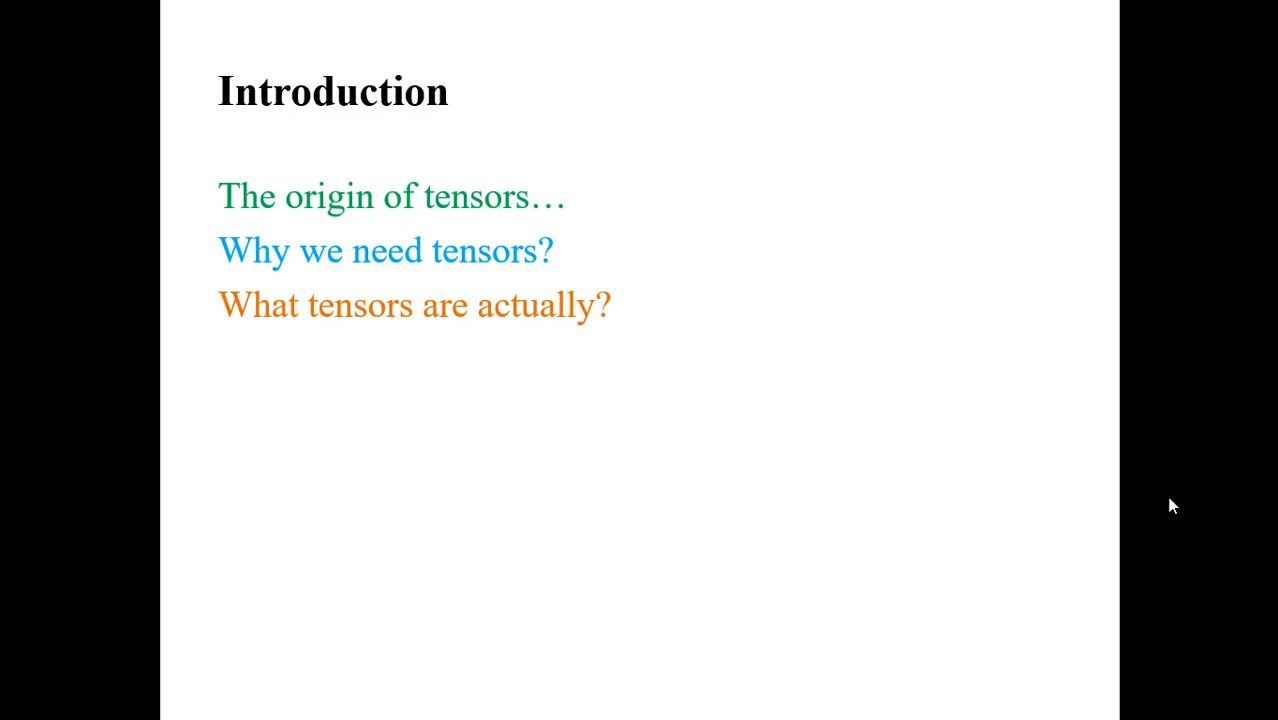 Introduction
The origin of tensors…
Why we need tensors?
What tensors are actually?